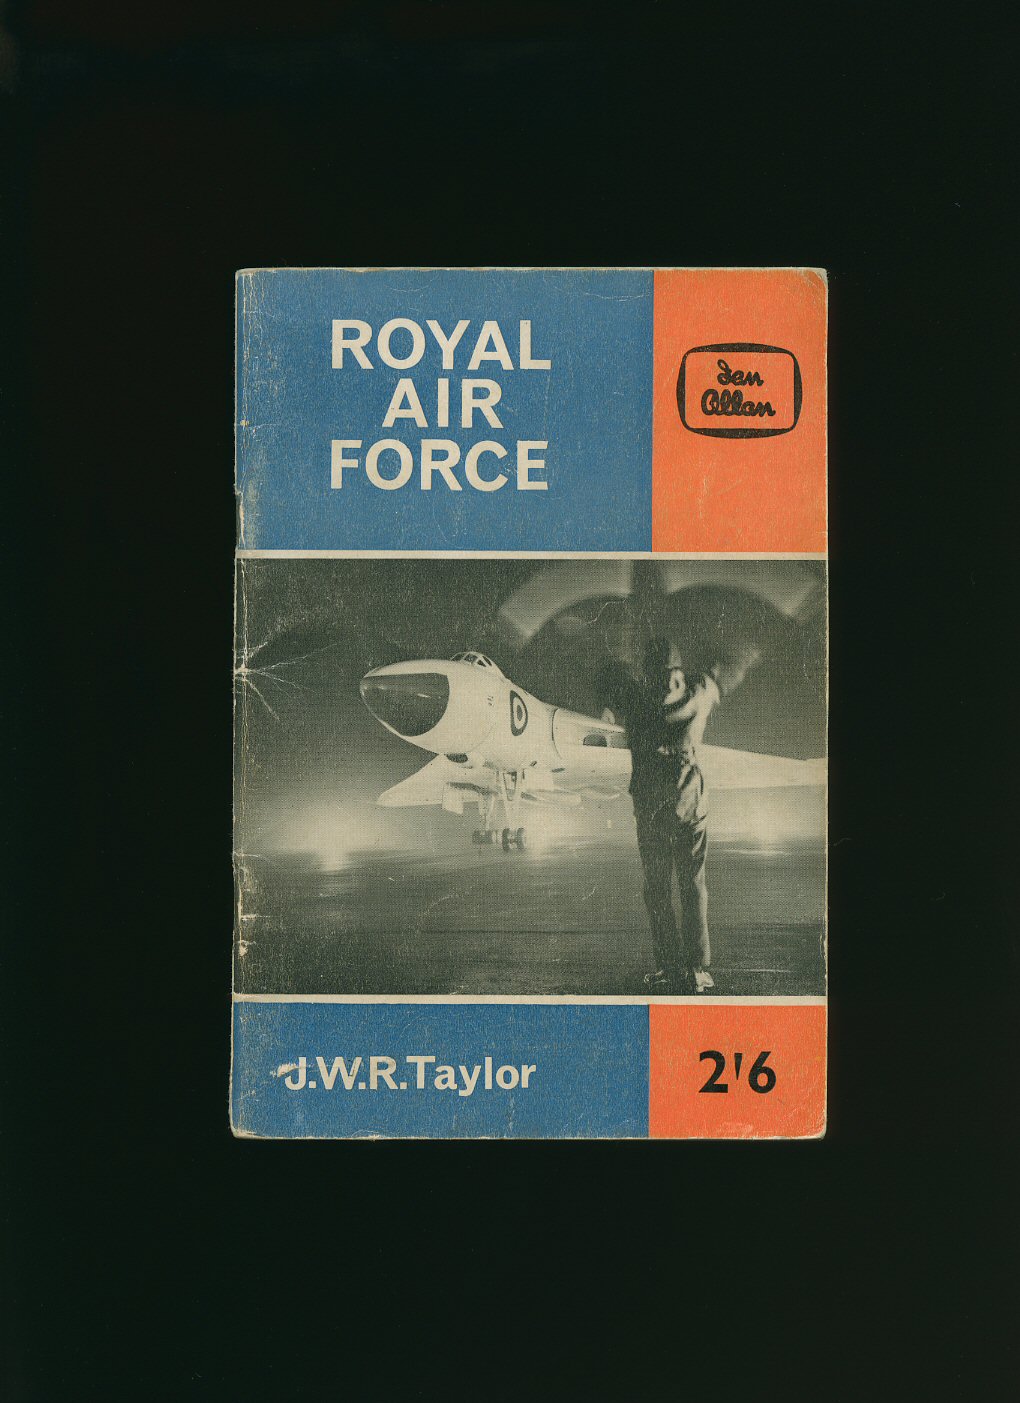 ROYAL
AIR
FORCE
Ian
Allan
J.W.R.Taylor
2'6